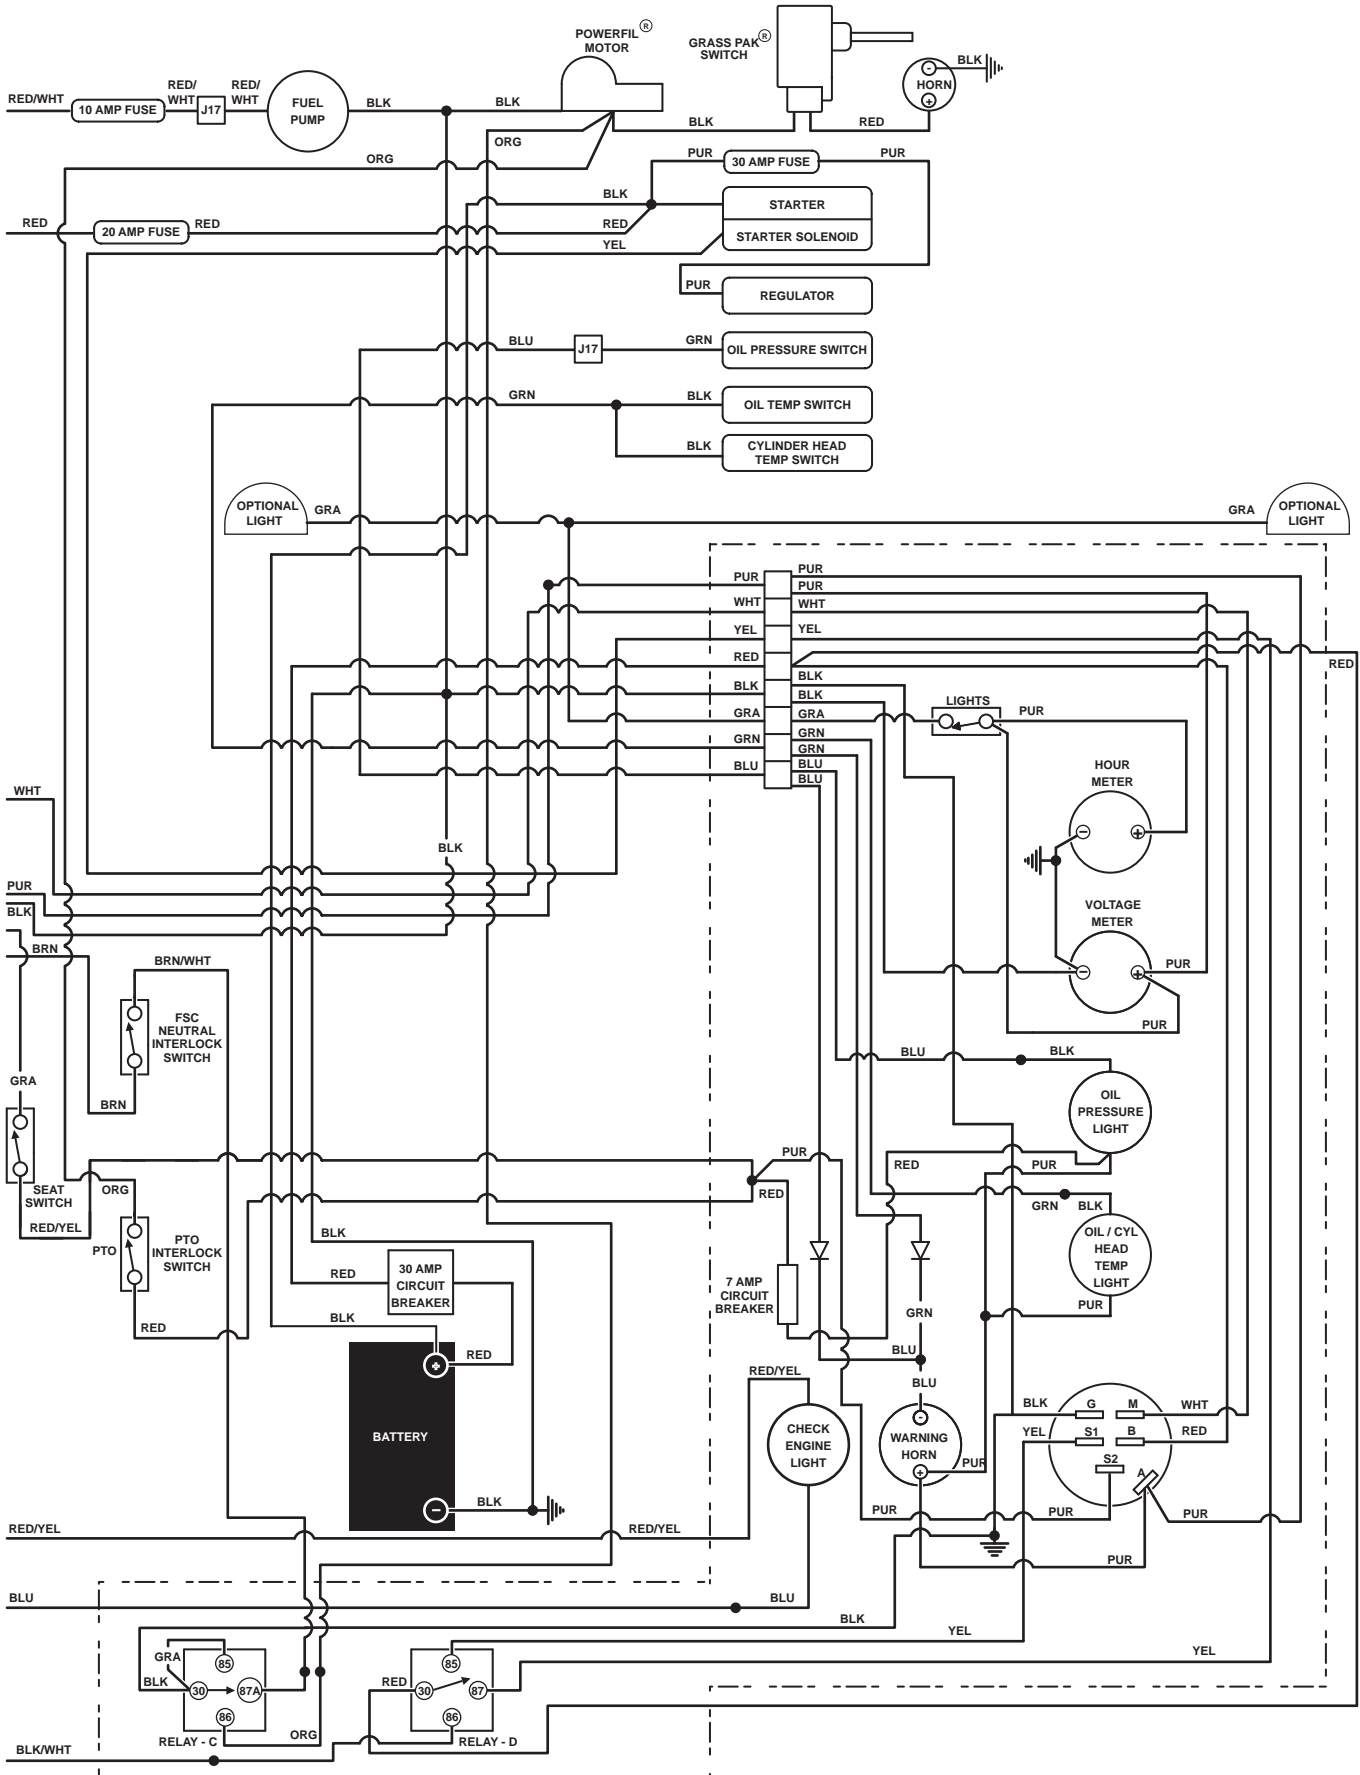 POWERFIL ®
MOTOR
GRASS PAK ®
SWITCH
BLK
-
HORN
+
RED/WHT
10 AMP FUSE
RED/
WHT
J17
RED/
WHT
FUEL
PUMP
BLK
BLK
BLK
RED
ORG
ORG
PUR
30 AMP FUSE
PUR
BLK
STARTER
RED
20 AMP FUSE
RED
RED
STARTER SOLENOID
YEL
PUR
REGULATOR
BLU
J17
GRN
OIL PRESSURE SWITCH
GRN
BLK
OIL TEMP SWITCH
BLK
CYLINDER HEAD
TEMP SWITCH
OPTIONAL
LIGHT
GRA
GRA
OPTIONAL
LIGHT
PUR
PUR
PUR
WHT
WHT
YEL
YEL
RED
RED
BLK
BLK
BLK
GRA
GRA
LIGHTS
PUR
GRN
GRN
GRN
BLU
BLU
BLU
HOUR
METER
-
+
WHT
BLK
PUR
BLK
VOLTAGE
METER
-
+
PUR
PUR
BRN
BRN/WHT
FSC
NEUTRAL
INTERLOCK
SWITCH
GRA
BRN
BLU
BLK
OIL
PRESSURE
LIGHT
PUR
RED
PUR
RED
ORG
SEAT
SWITCH
RED/YEL
GRN
BLK
PTO
PTO
INTERLOCK
SWITCH
BLK
OIL / CYL
HEAD
TEMP
LIGHT
RED
30 AMP
CIRCUIT
BREAKER
7 AMP
CIRCUIT
BREAKER
GRN
PUR
RED
BLK
+
RED
BLU
RED/YEL
BLU
BATTERY
CHECK
ENGINE
LIGHT
-
WARNING
HORN
+
PUR
BLK
G
M
WHT
YEL
S1
B
RED
S2
A
-
BLK
PUR
PUR
PUR
RED/YEL
RED/YEL
PUR
BLU
BLU
BLK
YEL
YEL
GRA
85
BLK
30
87A
86
RELAY - C
ORG
85
RED
30
87
86
RELAY - D
BLK/WHT